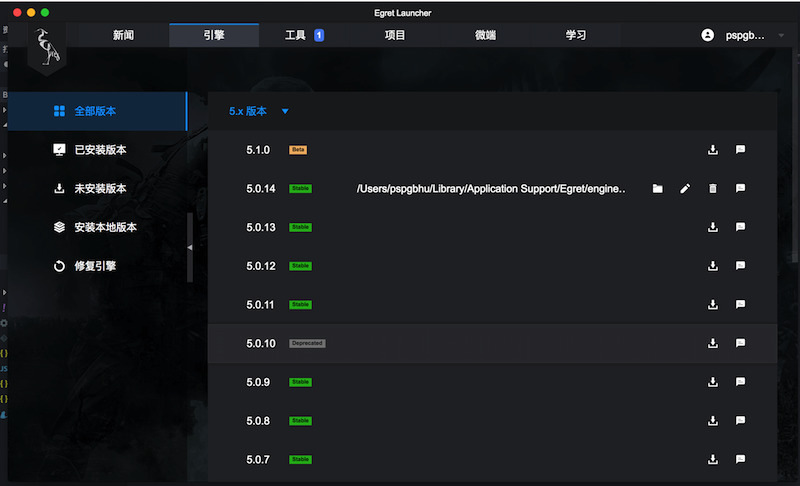 Egret Launcher
新闻
引擎
工具 1
项目
微端
学习
pspgb...
全部版本
已安装版本
未安装版本
安装本地版本
修复引擎
5.x 版本
5.1.0 Beta
5.0.14 Stable /Users/pspgbhu/Library/Application Support/Egret/engine..
5.0.13 Stable
5.0.12 Stable
5.0.11 Stable
5.0.10 Deprecated
5.0.9 Stable
5.0.8 Stable
5.0.7 Stable